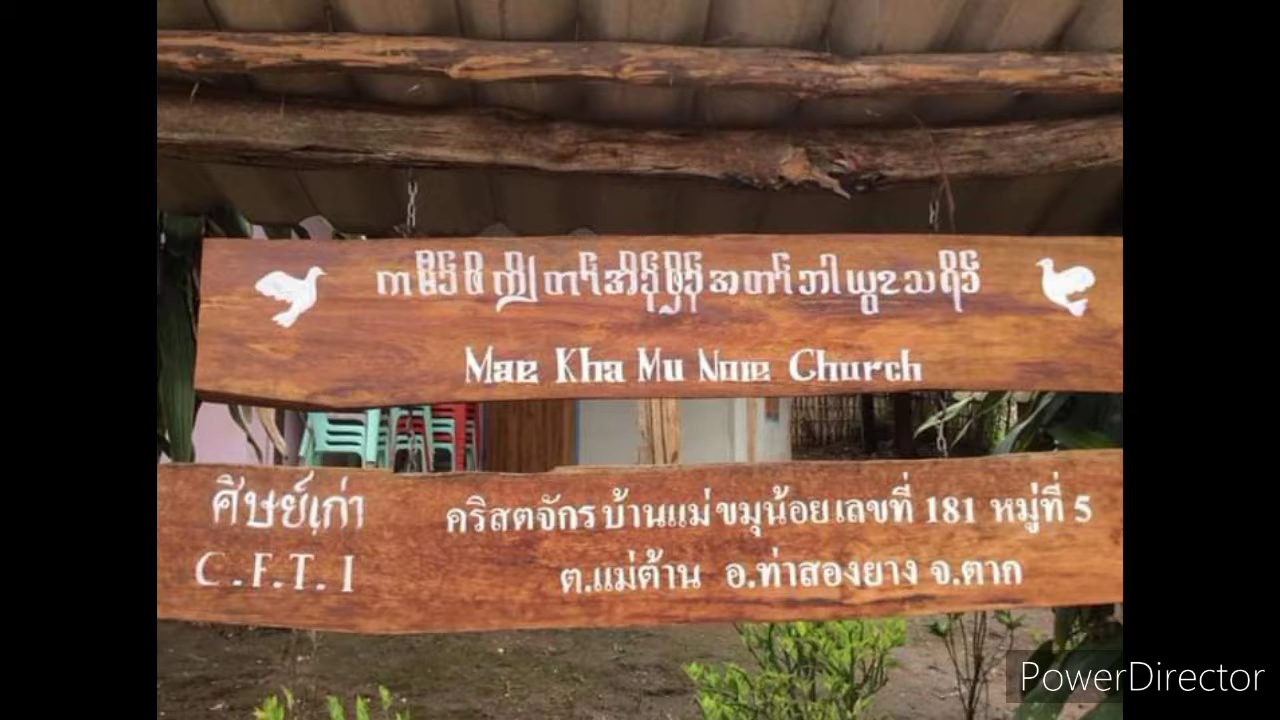 Mae Kha Mu Noie Church
ศิษย์เก่า
C.F.T.I
คริสตจักรบ้านแม่ขมุน้อยเลขที่ 181 หมู่ที่ 5
ต.แม่ต้าน อ.ท่าสองยาง จ.ตาก
PowerDirector